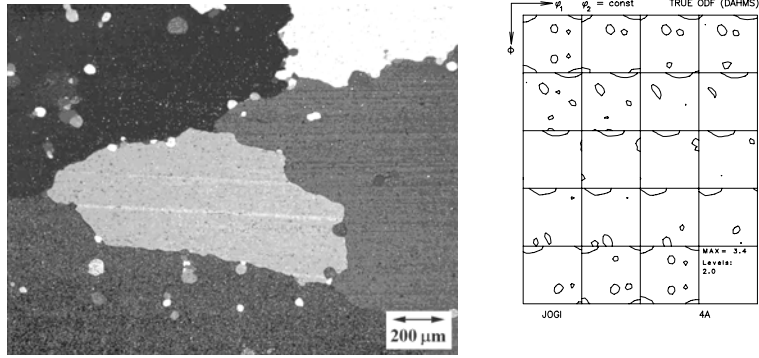 200 μm
φ1 φ2 = const TRUE ODF (DAHMS)
Φ
MAX = 3.4
Levels:
2.0
JOGI 4A